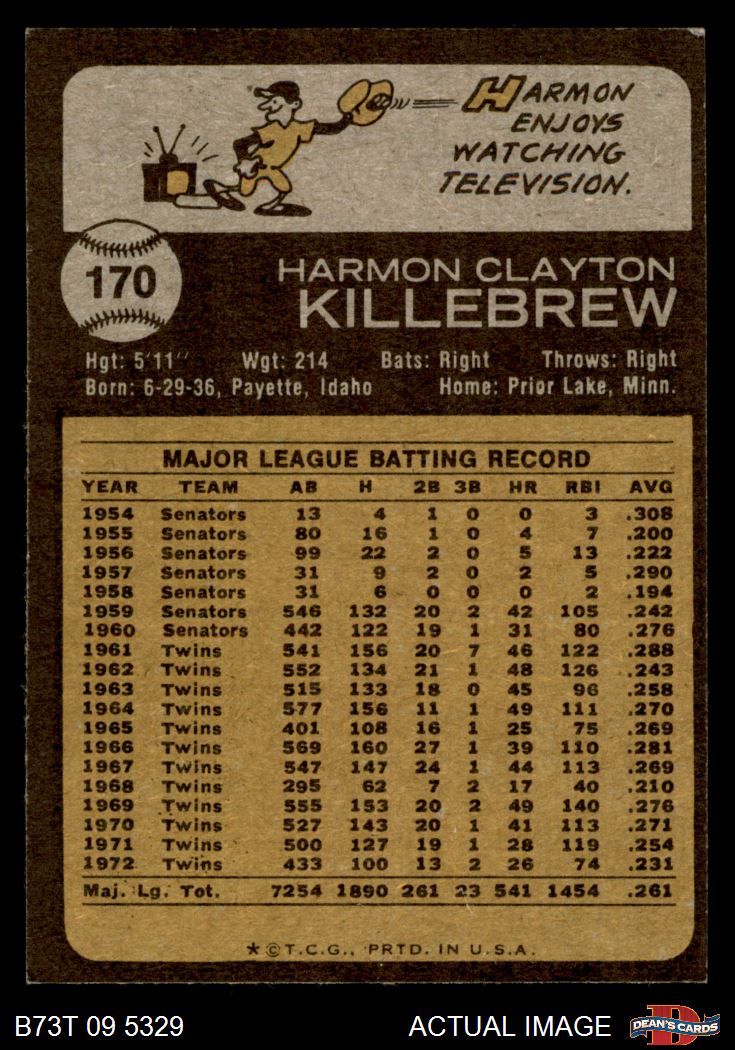 HARMON
ENJOYS
WATCHING
TELEVISION.
170
HARMON CLAYTON
KILLEBREW
Hgt: 5'11" Wgt: 214 Bats: Right Throws: Right
Born: 6-29-36, Payette, Idaho Home: Prior Lake, Minn.
MAJOR LEAGUE BATTING RECORD
YEAR TEAM AB H 2B 3B HR RBI AVG
1954 Senators 13 4 1 0 0 3 .308
1955 Senators 80 16 1 0 4 7 .200
1956 Senators 99 22 2 0 5 13 .222
1957 Senators 31 9 2 0 2 5 .290
1958 Senators 31 6 0 0 0 2 .194
1959 Senators 546 132 20 2 42 105 .242
1960 Senators 442 122 19 1 31 80 .276
1961 Twins 541 156 20 7 46 122 .288
1962 Twins 552 134 21 1 48 126 .243
1963 Twins 515 133 18 0 45 96 .258
1964 Twins 577 156 11 1 49 111 .270
1965 Twins 401 108 16 1 25 75 .269
1966 Twins 569 160 27 1 39 110 .281
1967 Twins 547 147 24 1 44 113 .269
1968 Twins 295 62 7 2 17 40 .210
1969 Twins 555 153 20 2 49 140 .276
1970 Twins 527 143 20 1 41 113 .271
1971 Twins 500 127 19 1 28 119 .254
1972 Twins 433 100 13 2 26 74 .231
Maj. Lg. Tot. 7254 1890 261 23 541 1454 .261
★©T.C.G., PRTD. IN U.S.A.
B73T 09 5329 ACTUAL IMAGE D DEAN'S CARDS